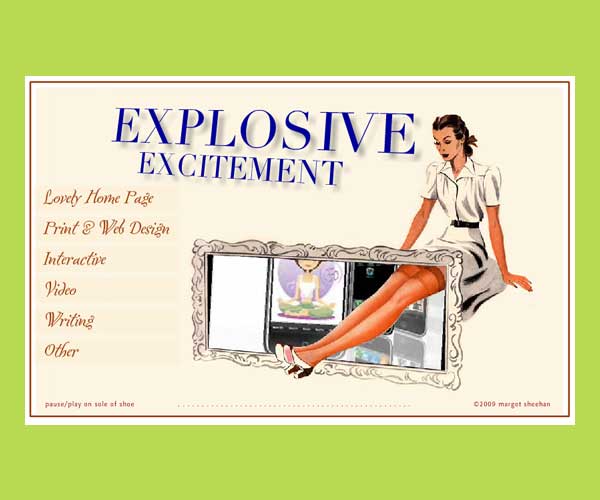 EXPLOSIVE
EXCITEMENT
Lovely Home Page
Print & Web Design
Interactive
Video
Writing
Other
pause/play on sole of shoe
©2009 margot sheehan